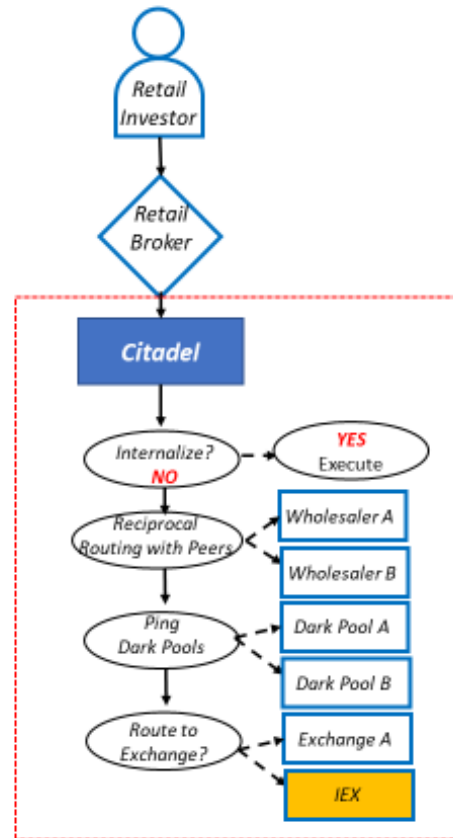 Retail
Investor
Retail
Broker
Citadel
Internalize?
NO
YES
Execute
Reciprocal
Routing with Peers
Wholesaler A
Wholesaler B
Ping
Dark Pools
Dark Pool A
Dark Pool B
Route to
Exchange?
Exchange A
IEX